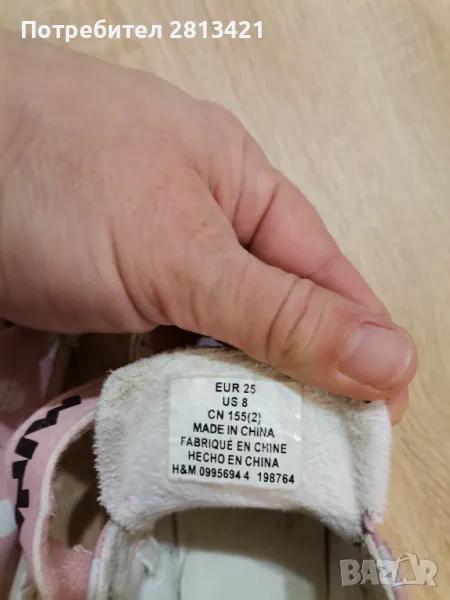 Потребител 2813421
EUR 25
US 8
CN 155(2)
MADE IN CHINA
FABRIQUÉ EN CHINE
HECHO EN CHINA
H&M 0995694 4 198764
BAZAR